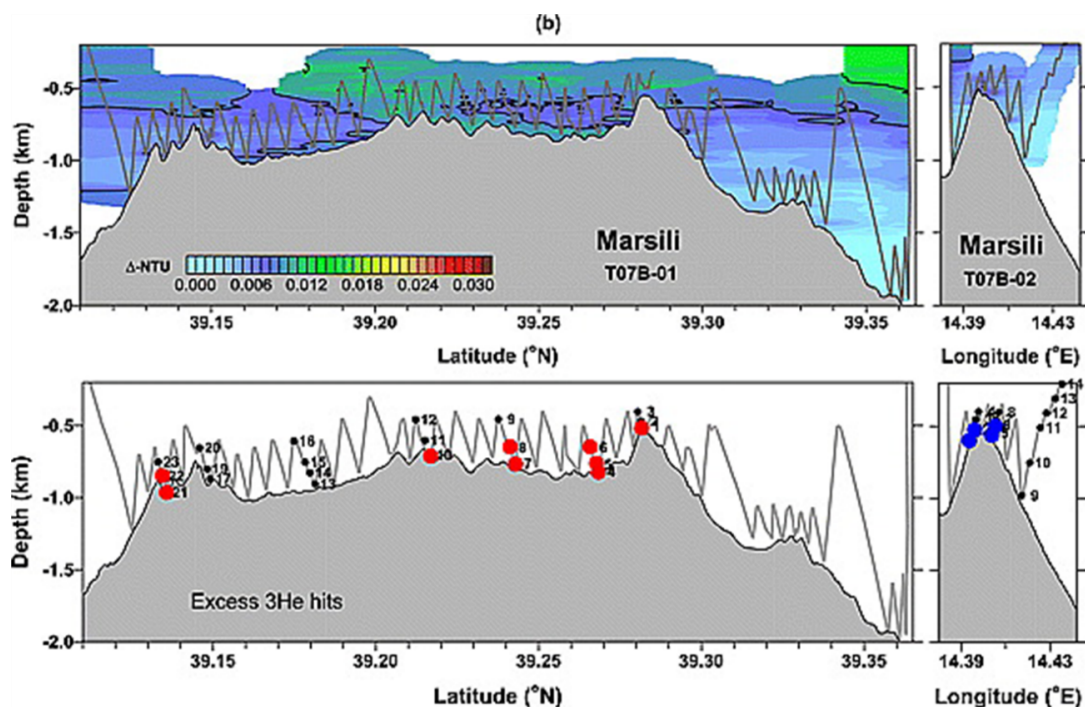 (b)
Depth (km)
-0.5
-1.0
-1.5
-2.0
Δ-NTU
0.000 0.006 0.012 0.018 0.024 0.030
Marsili
T07B-01
Marsili
T07B-02
39.15 39.20 39.25 39.30 39.35
14.39 14.43
Latitude (°N)
Longitude (°E)
Depth (km)
-0.5
-1.0
-1.5
-2.0
23
22
21
20
19
17
16
15
14
13
12
11
10
9
8
7
6
4
3
2
Excess 3He hits
14
13
12
11
10
9
8
5
39.15 39.20 39.25 39.30 39.35
14.39 14.43
Latitude (°N)
Longitude (°E)